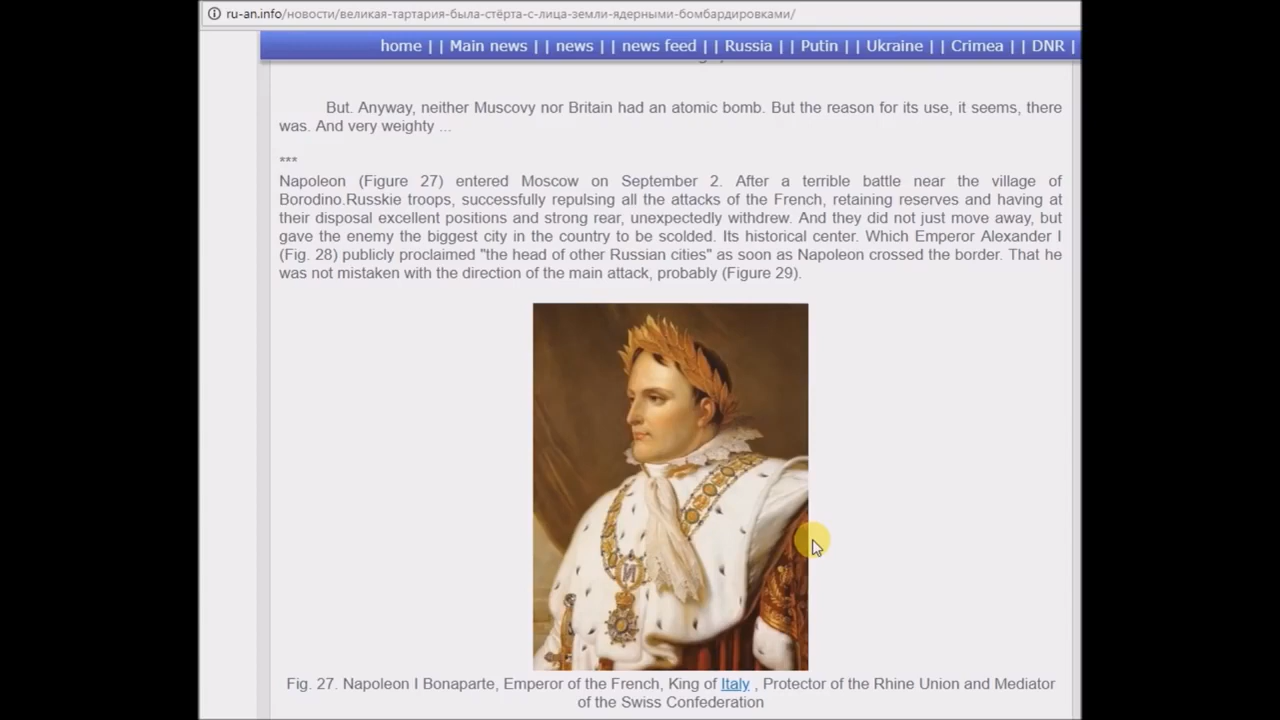 ru-an.info/новости/великая-тартария-была-стёрта-с-лица-земли-ядерными-бомбардировками/
home | | Main news | | news | | news feed | | Russia | | Putin | | Ukraine | | Crimea | | DNR |
But. Anyway, neither Muscovy nor Britain had an atomic bomb. But the reason for its use, it seems, there
was. And very weighty ...
***
Napoleon (Figure 27) entered Moscow on September 2. After a terrible battle near the village of
Borodino.Russkie troops, successfully repulsing all the attacks of the French, retaining reserves and having at
their disposal excellent positions and strong rear, unexpectedly withdrew. And they did not just move away, but
gave the enemy the biggest city in the country to be scolded. Its historical center. Which Emperor Alexander I
(Fig. 28) publicly proclaimed "the head of other Russian cities" as soon as Napoleon crossed the border. That he
was not mistaken with the direction of the main attack, probably (Figure 29).
Fig. 27. Napoleon I Bonaparte, Emperor of the French, King of Italy , Protector of the Rhine Union and Mediator
of the Swiss Confederation